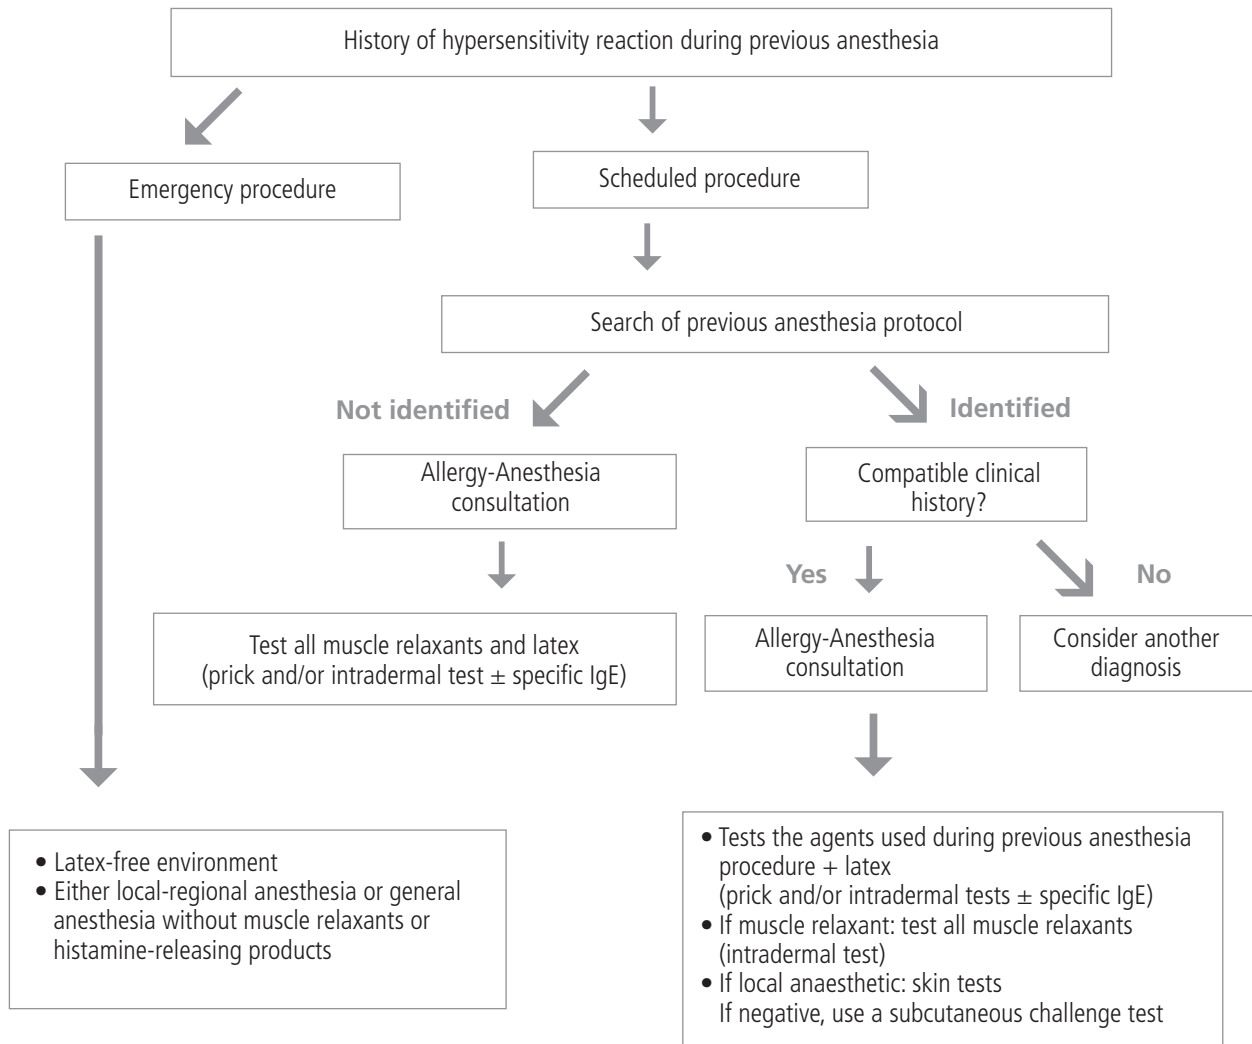 History of hypersensitivity reaction during previous anesthesia
Emergency procedure
Scheduled procedure
Search of previous anesthesia protocol
Not identified
Identified
Allergy-Anesthesia
consultation
Compatible clinical
history?
Yes
No
Test all muscle relaxants and latex
(prick and/or intradermal test ± specific IgE)
Allergy-Anesthesia
consultation
Consider another
diagnosis
• Latex-free environment
• Either local-regional anesthesia or general
anesthesia without muscle relaxants or
histamine-releasing products
• Tests the agents used during previous anesthesia
procedure + latex
(prick and/or intradermal tests ± specific IgE)
• If muscle relaxant: test all muscle relaxants
(intradermal test)
• If local anaesthetic: skin tests
If negative, use a subcutaneous challenge test